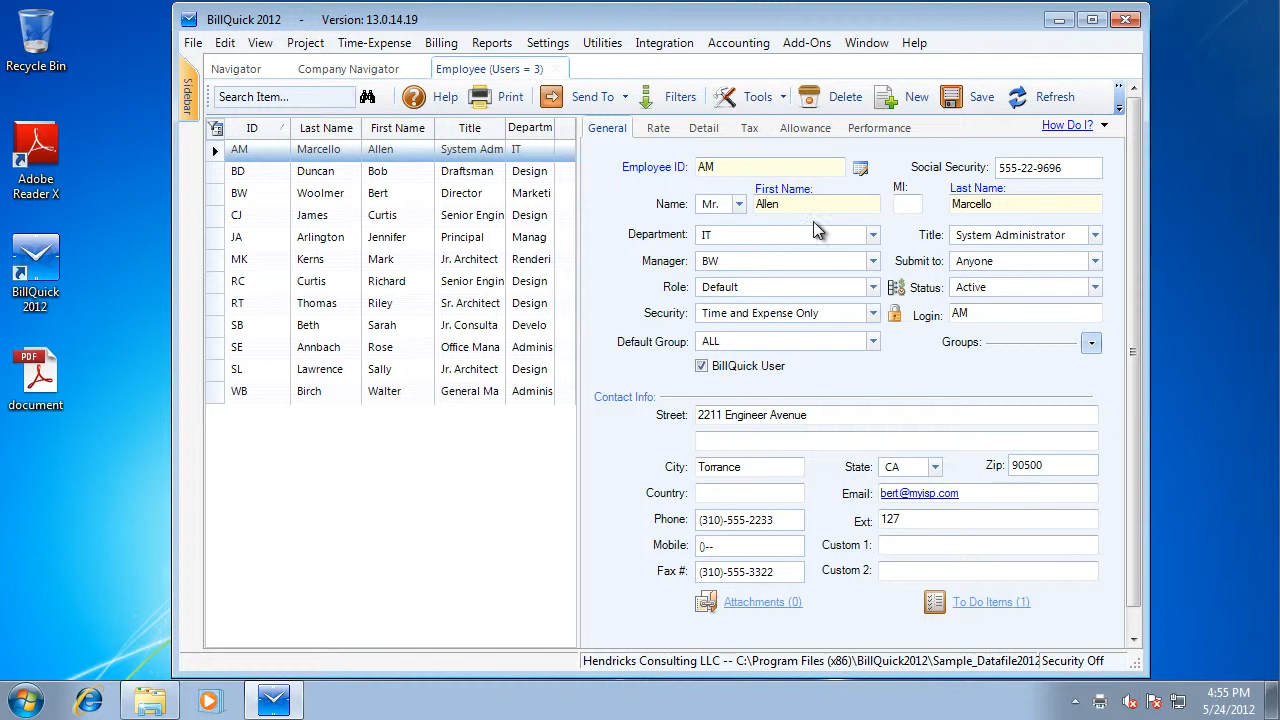 BillQuick 2012 - Version: 13.0.14.19
File Edit View Project Time-Expense Billing Reports Settings Utilities Integration Accounting Add-Ons Window Help
Navigator Company Navigator Employee (Users = 3)
Sidebar
Search Item... Help Print Send To Filters Tools Delete New Save Refresh
ID Last Name First Name Title Departm
AM Marcello Allen System Adm IT
BD Duncan Bob Draftsman Design
BW Woolmer Bert Director Marketi
CJ James Curtis Senior Engin Design
JA Arlington Jennifer Principal Manag
MK Kerns Mark Jr. Architect Renderi
RC Curtis Richard Senior Engin Design
RT Thomas Riley Sr. Architect Design
SB Beth Sarah Jr. Consulta Develo
SE Annbach Rose Office Mana Adminis
SL Lawrence Sally Jr. Architect Design
WB Birch Walter General Ma Adminis
General Rate Detail Tax Allowance Performance How Do I?
Employee ID: AM Social Security: 555-22-9696
First Name: MI: Last Name:
Name: Mr. Allen Marcello
Department: IT Title: System Administrator
Manager: BW Submit to: Anyone
Role: Default Status: Active
Security: Time and Expense Only Login: AM
Default Group: ALL Groups:
BillQuick User
Contact Info:
Street: 2211 Engineer Avenue
City: Torrance State: CA Zip: 90500
Country: Email: bert@myisp.com
Phone: (310)-555-2233 Ext: 127
Mobile: ()-- Custom 1:
Fax #: (310)-555-3322 Custom 2:
Attachments (0) To Do Items (1)
Hendricks Consulting LLC -- C:\Program Files (x86)\BillQuick2012\Sample_Datafile2012 Security Off
Recycle Bin
Adobe
Reader X
BillQuick
2012
PDF
document
4:55 PM
5/24/2012